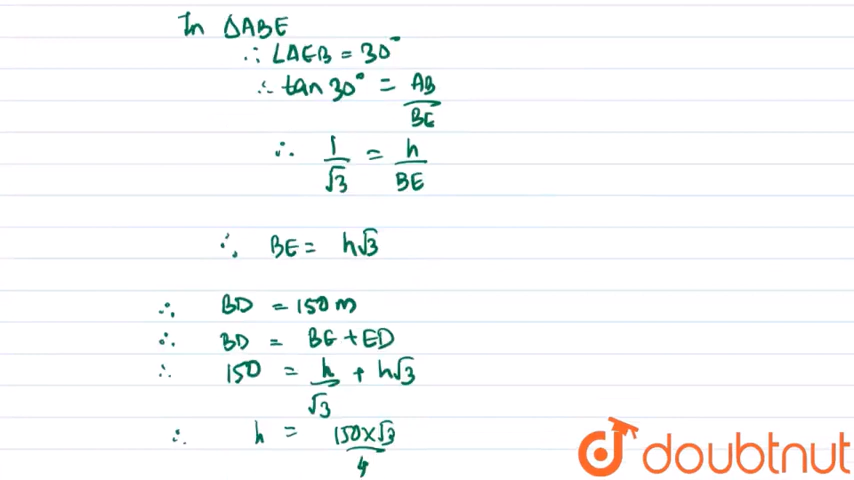 In ΔABE
∴ ∠AEB = 30°
∴ tan 30° = AB/BE
∴ 1/√3 = h/BE
∴ BE = h√3
∴ BD = 150 m
∴ BD = BE + ED
∴ 150 = h/√3 + h√3
∴ h = 150×√3/4
doubtnut